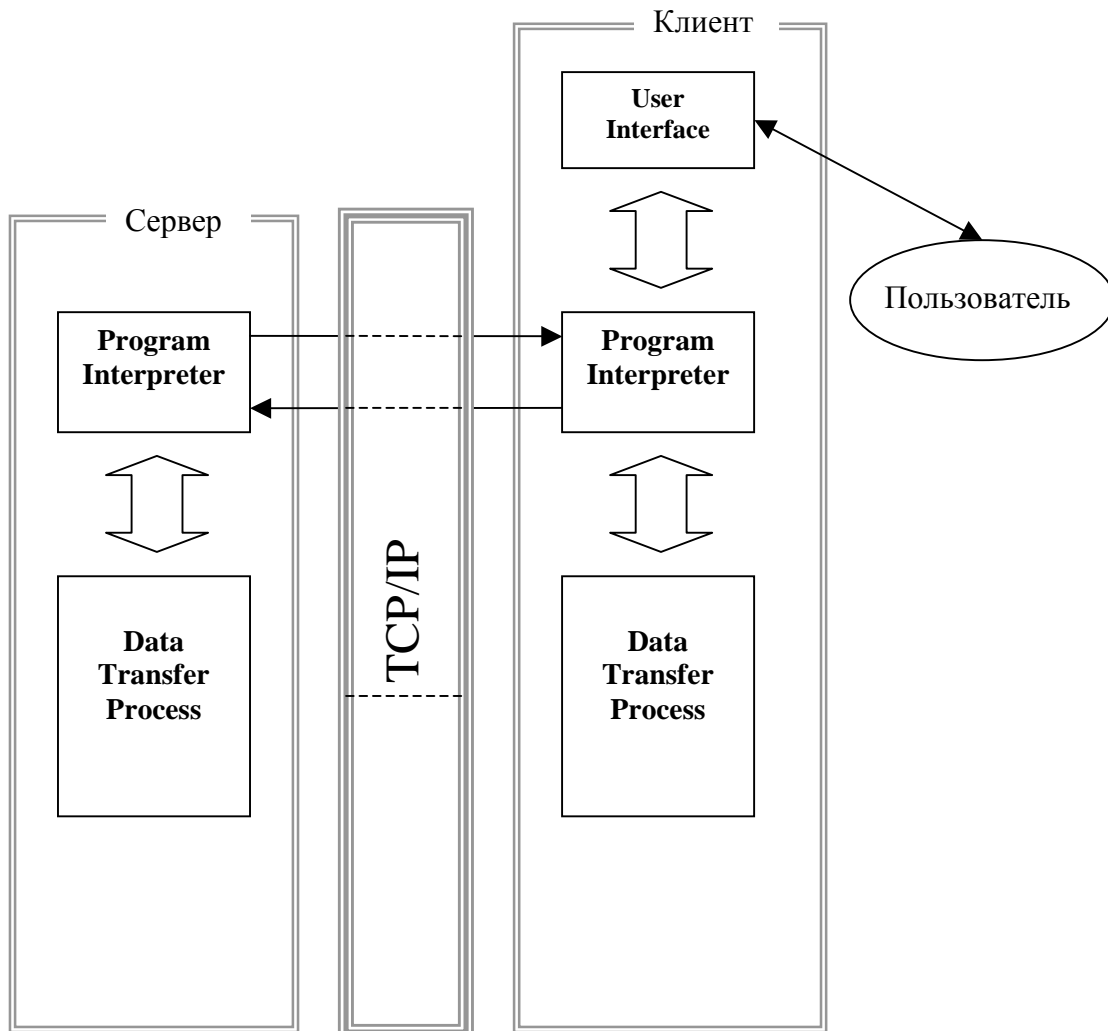 Клиент
User
Interface
Сервер
Пользователь
Program
Interpreter
Program
Interpreter
TCP/IP
Data
Transfer
Process
Data
Transfer
Process